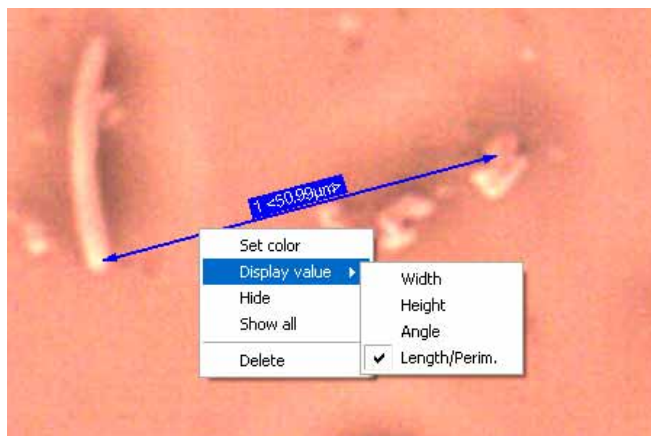 1 <50.99µm>
Set color
Display value
Hide
Show all
Delete
Width
Height
Angle
Length/Perim.